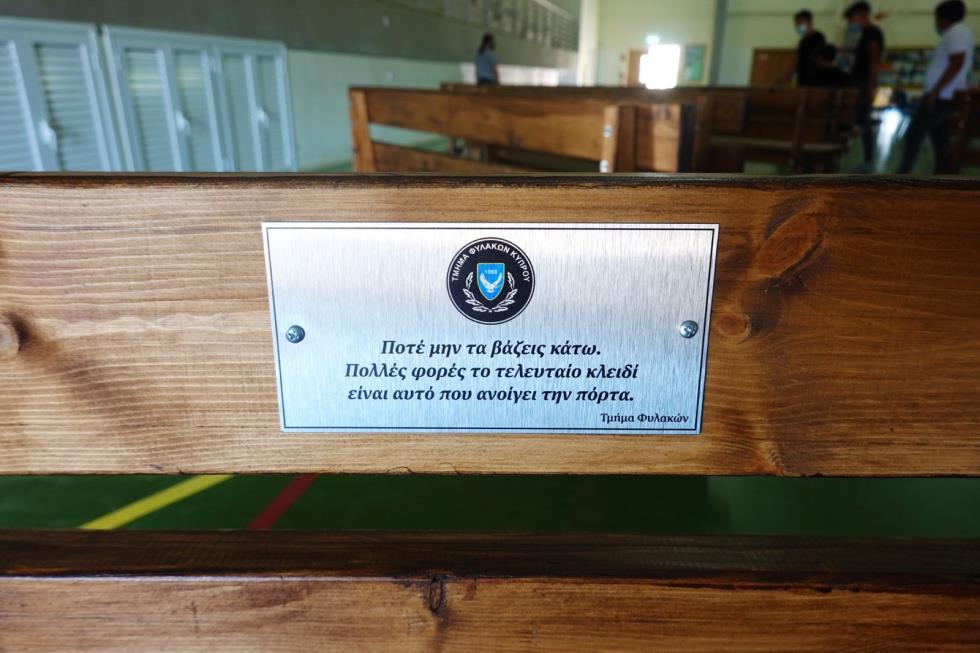 ΤΜΗΜΑ ΦΥΛΑΚΩΝ ΚΥΠΡΟΥ
1960
Ποτέ μην τα βάζεις κάτω.
Πολλές φορές το τελευταίο κλειδί
είναι αυτό που ανοίγει την πόρτα.
Τμήμα Φυλακών